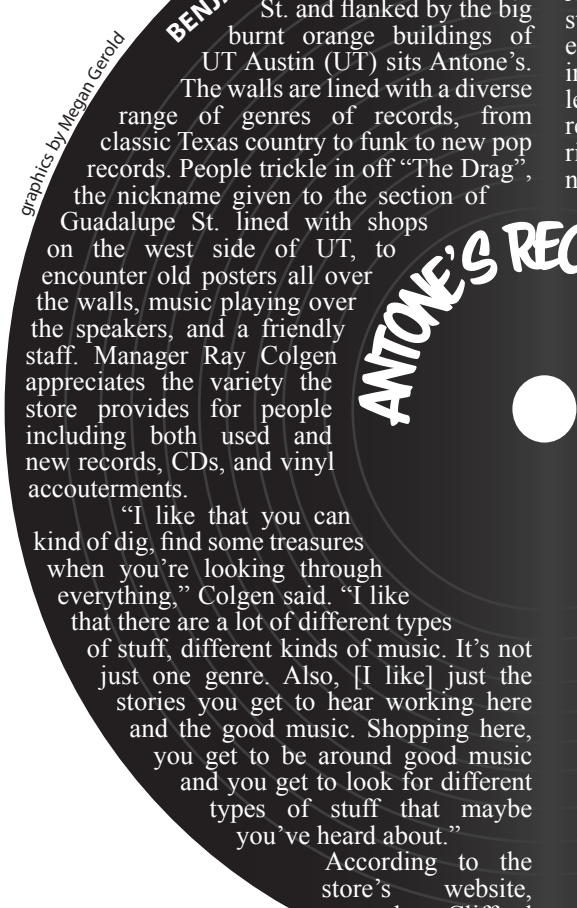 BENJ
graphics by Megan Gerold
St. and flanked by the big
burnt orange buildings of
UT Austin (UT) sits Antone's.
The walls are lined with a diverse
range of genres of records, from
classic Texas country to funk to new pop
records. People trickle in off “The Drag”,
the nickname given to the section of
Guadalupe St. lined with shops
on the west side of UT, to
encounter old posters all over
the walls, music playing over
the speakers, and a friendly
staff. Manager Ray Colgen
appreciates the variety the
store provides for people
including both used and
new records, CDs, and vinyl
accouterments.
“I like that you can
kind of dig, find some treasures
when you’re looking through
everything,” Colgen said. “I like
that there are a lot of different types
of stuff, different kinds of music. It’s not
just one genre. Also, [I like] just the
stories you get to hear working here
and the good music. Shopping here,
you get to be around good music
and you get to look for different
types of stuff that maybe
you’ve heard about.”
According to the
store’s website,
ANTONE'S REC